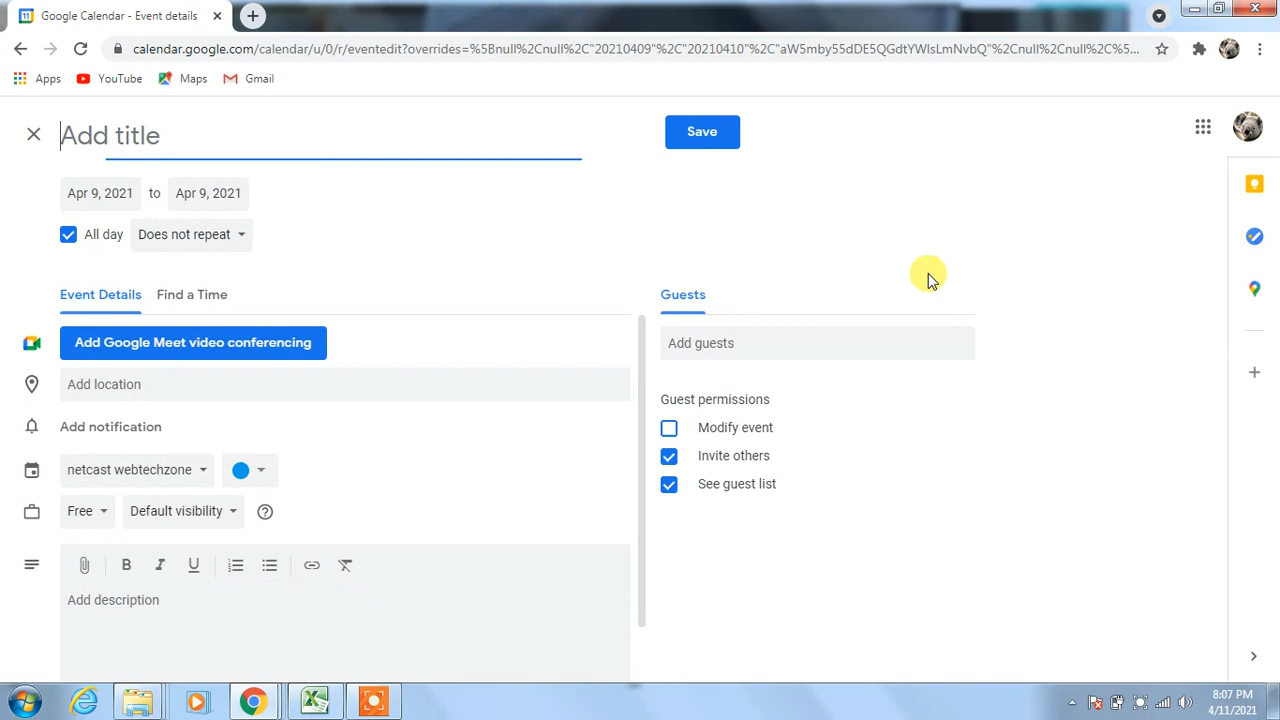 Google Calendar - Event details
calendar.google.com/calendar/u/0/r/eventedit?overrides=%5Bnull%2Cnull%2C"20210409"%2C"20210410"%2C"aW5mby55dDE5QGdtYWlsLmNvbQ"%2Cnull%2Cnull%2C%5...
Apps YouTube Maps Gmail
Add title
Save
Apr 9, 2021 to Apr 9, 2021
All day Does not repeat
Event Details Find a Time
Guests
Add Google Meet video conferencing
Add guests
Add location
Guest permissions
Add notification
Modify event
Invite others
netcast webtechzone
See guest list
Free Default visibility
B I U
Add description
8:07 PM
4/11/2021